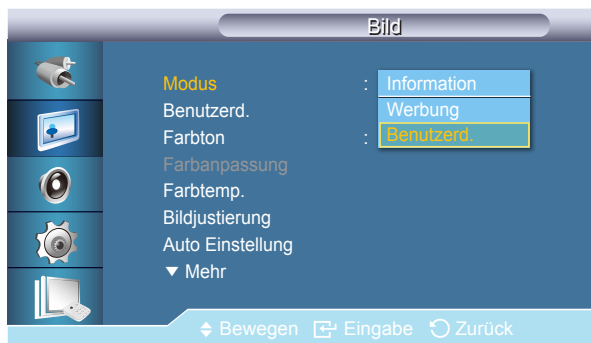 Bild
Modus : Information
Benutzerd. Werbung
Farbton : Benutzerd.
Farbanpassung
Farbtemp.
Bildjustierung
Auto Einstellung
▼ Mehr
Bewegen Eingabe Zurück